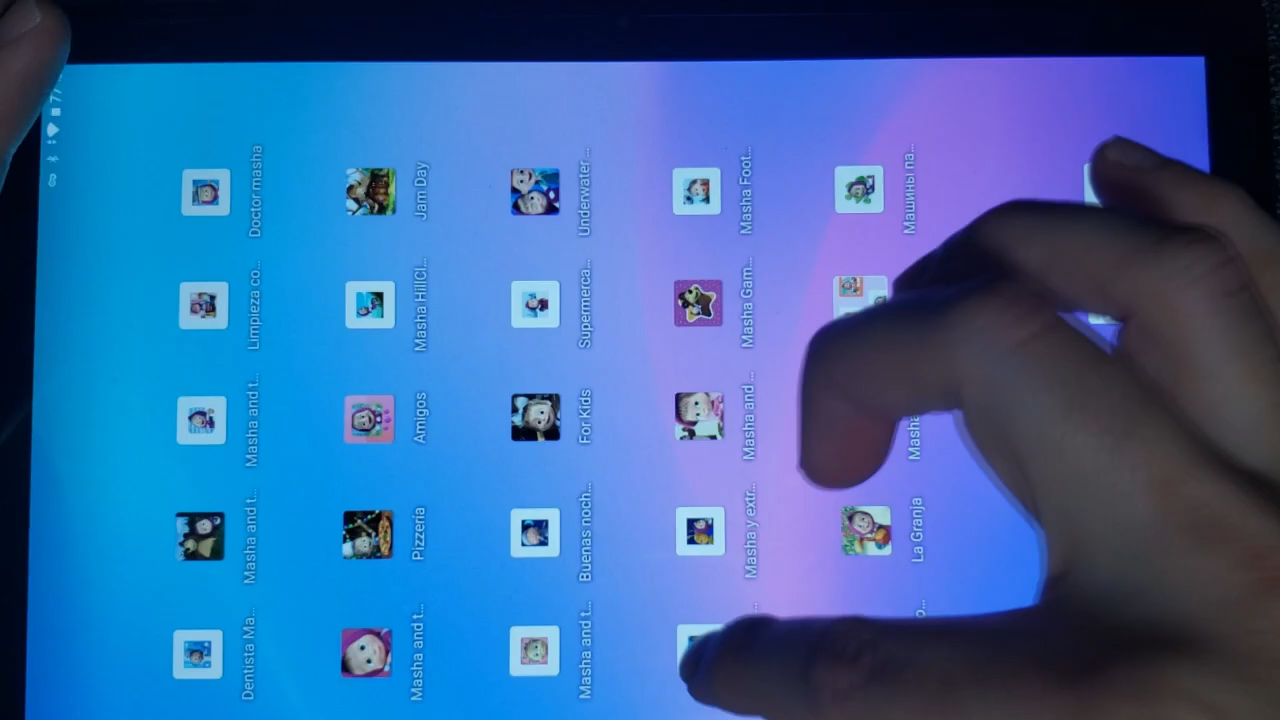 77
Dentista Ma...
Masha and t...
Masha and t...
Limpieza co...
Doctor masha
Masha and t...
Pizzeria
Amigos
Masha HillCl...
Jam Day
Masha and t...
Buenas noch...
For Kids
Supermerca...
Underwater ...
Masha y extr...
Masha and ...
Masha Gam...
Masha Foot...
La Granja
Masha
Машины па...